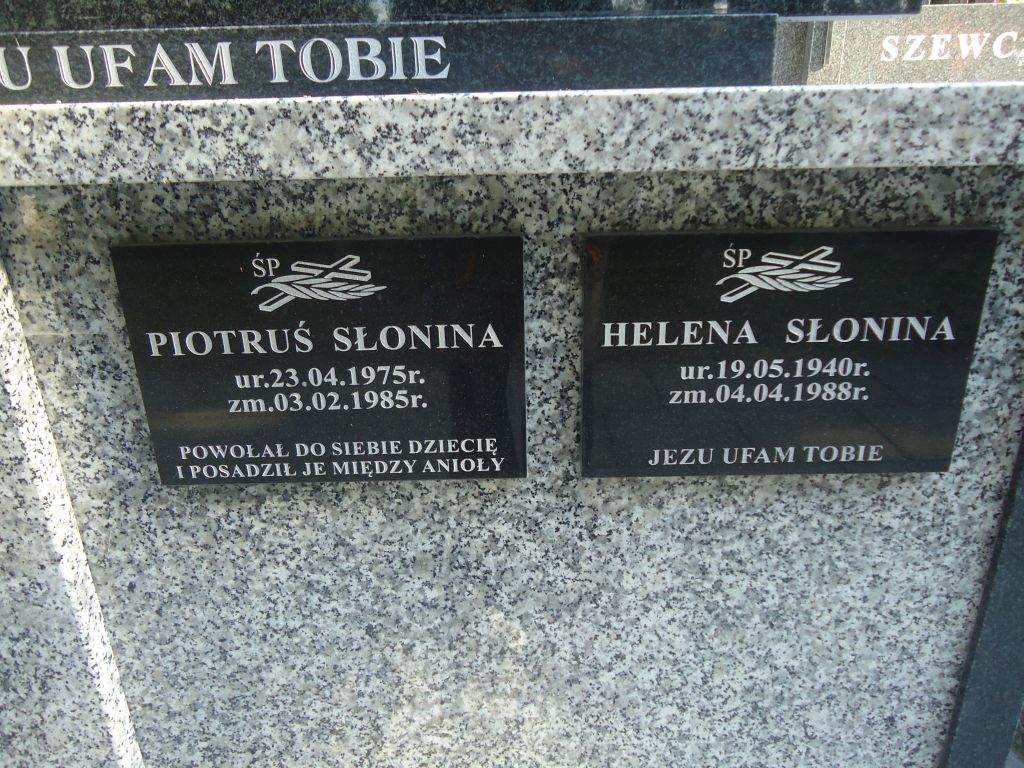 UFAM TOBIE
ŚP
PIOTRUŚ SŁONINA
ur.23.04.1975r.
zm.03.02.1985r.
POWOŁAŁ DO SIEBIE DZIECIĘ
I POSADZIŁ JE MIĘDZY ANIOŁY
ŚP
HELENA SŁONINA
ur.19.05.1940r.
zm.04.04.1988r.
JEZU UFAM TOBIE